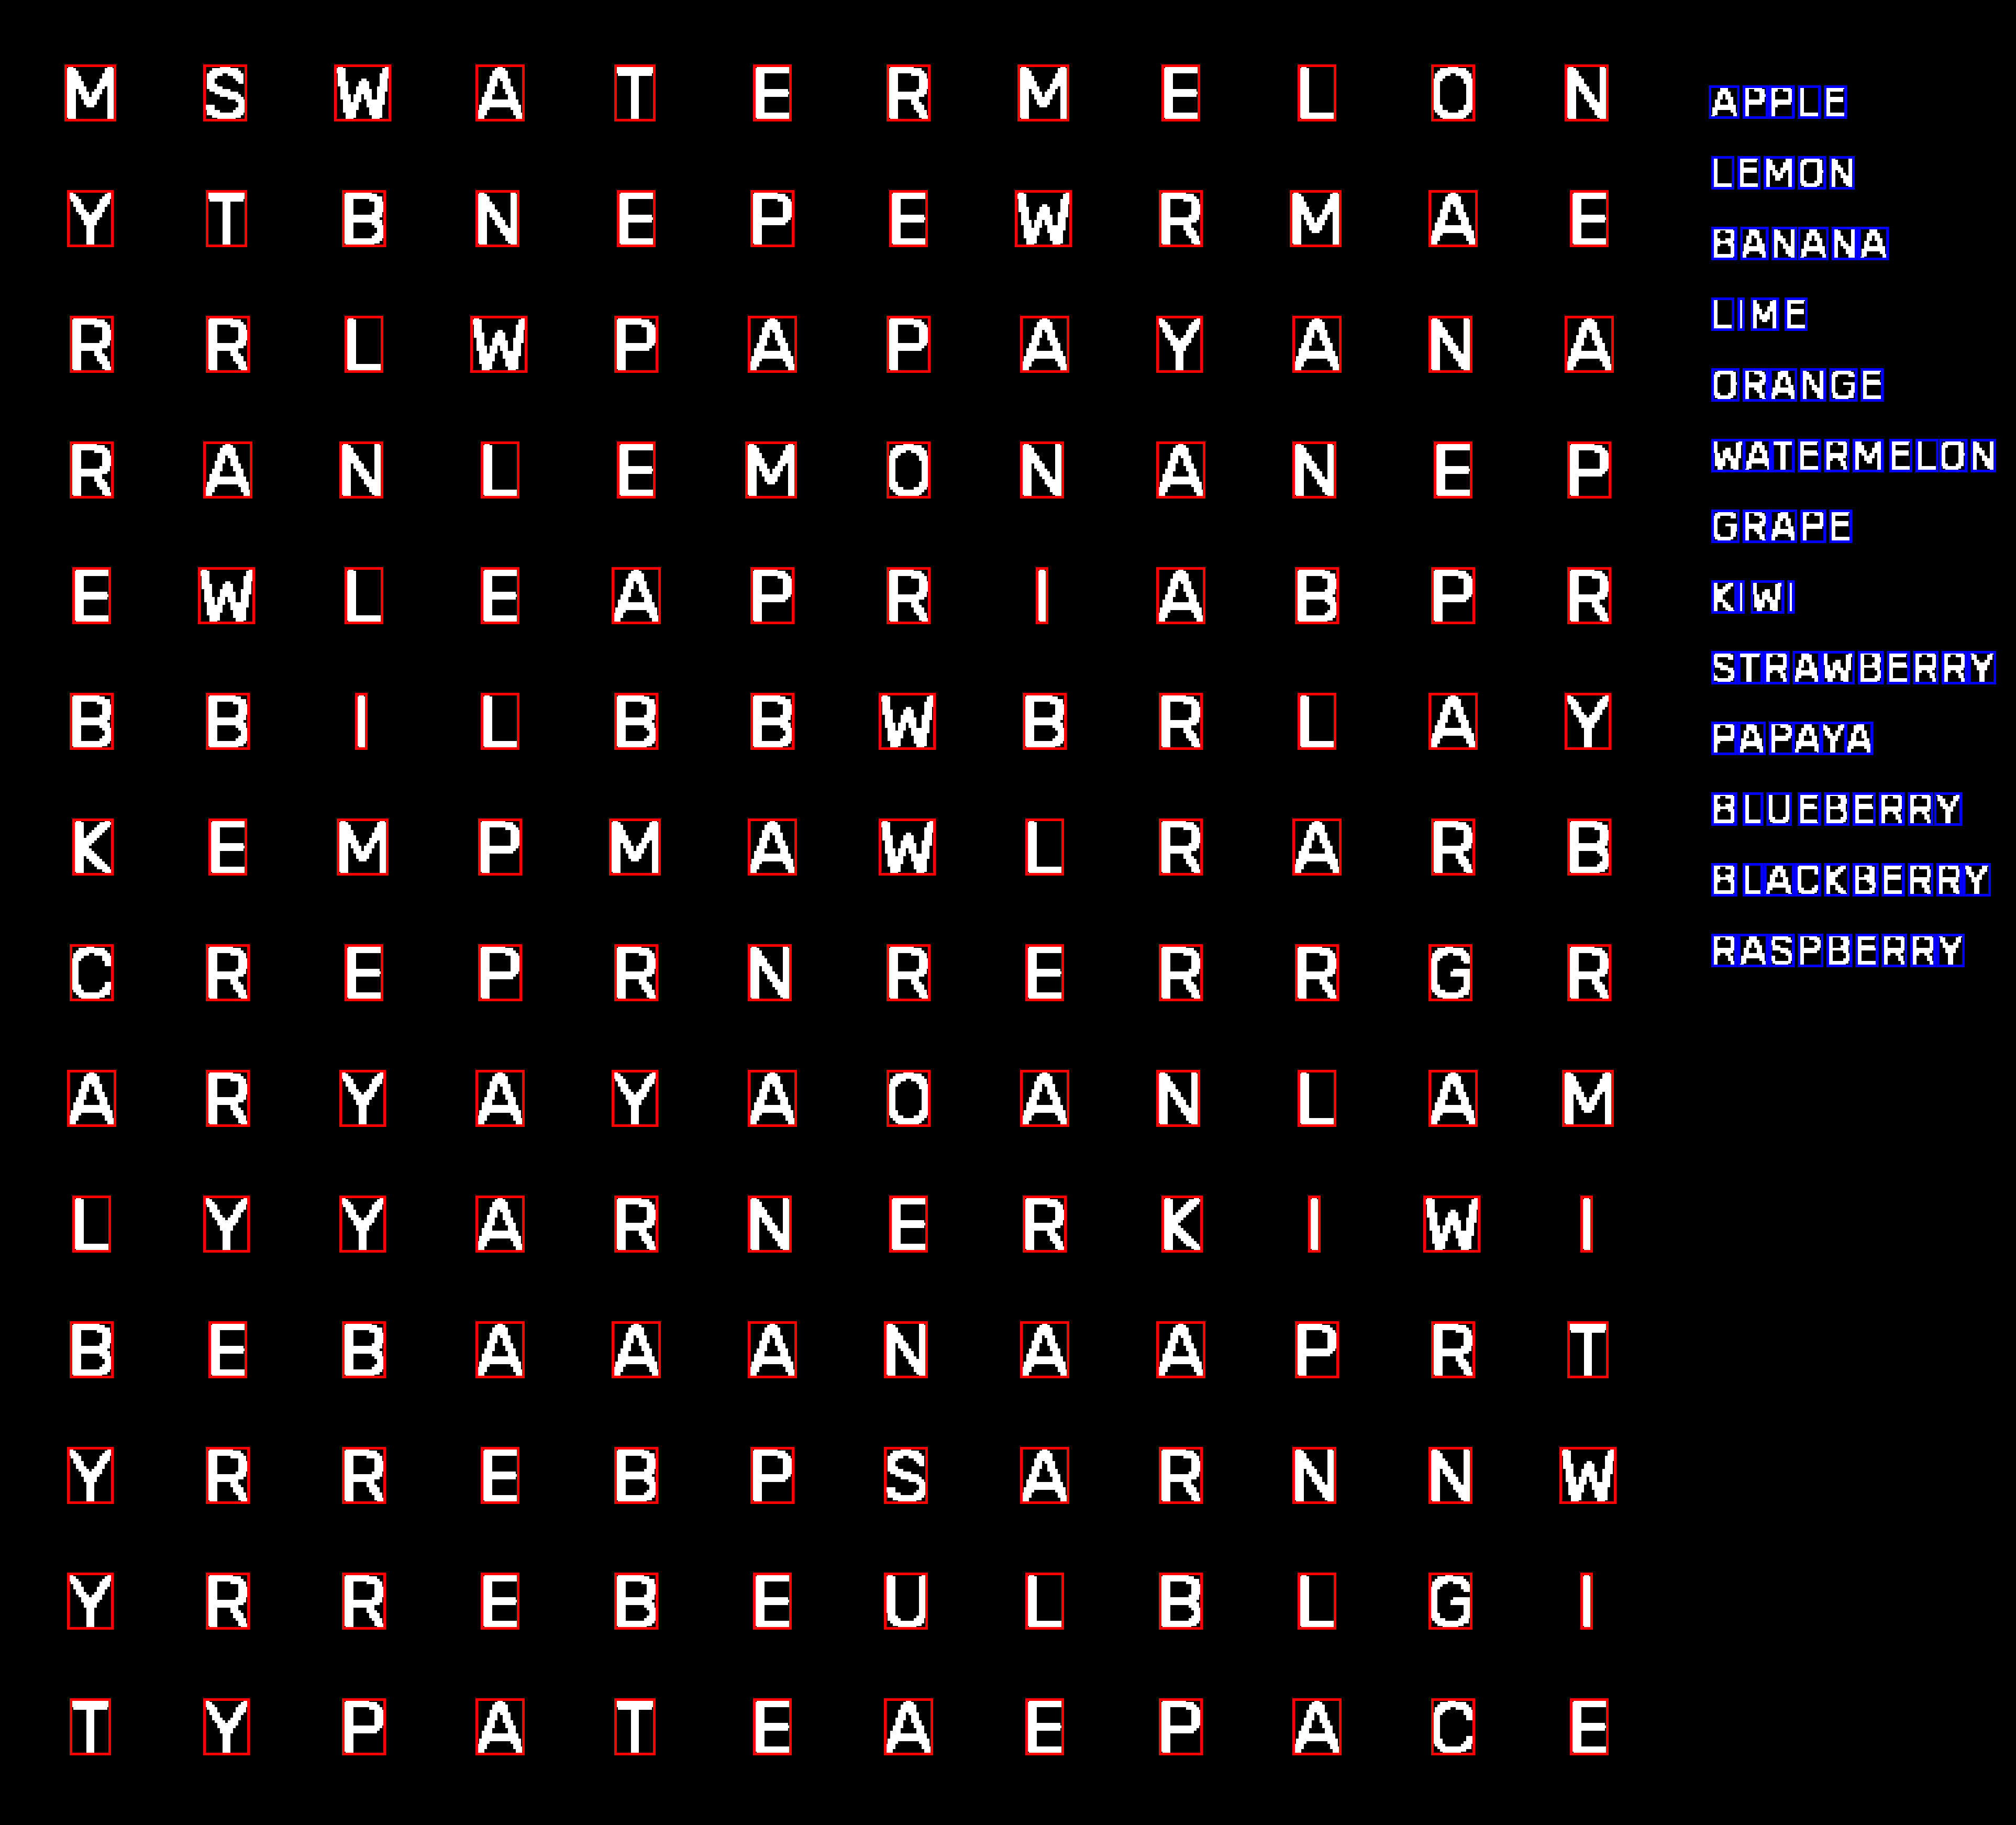 M S W A T E R M E L O N
Y T B N E P E W R M A E
R R L W P A P A Y A N A
R A N L E M O N A N E P
E W L E A P R I A B P R
B B I L B B W B R L A Y
K E M P M A W L R A R B
C R E P R N R E R R G R
A R Y A Y A O A N L A M
L Y Y A R N E R K I W I
B E B A A A N A A P R T
Y R R E B P S A R N N W
Y R R E B E U L B L G I
T Y P A T E A E P A C E
APPLE
LEMON
BANANA
LIME
ORANGE
WATERMELON
GRAPE
KIWI
STRAWBERRY
PAPAYA
BLUEBERRY
BLACKBERRY
RASPBERRY